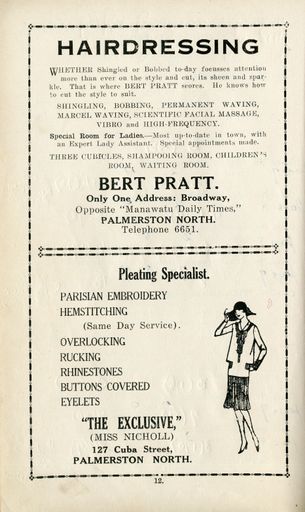 HAIRDRESSING
WHETHER Shingled or Bobbed to-day focusses attention
more than ever on the style and cut, its sheen and spar-
kle. That is where BERT PRATT scores. He knows how
to cut the style to suit.
SHINGLING, BOBBING, PERMANENT WAVING,
MARCEL WAVING, SCIENTIFIC FACIAL MASSAGE,
VIBRO and HIGH-FREQUENCY.
Special Room for Ladies.—Most up-to-date in town, with
an Expert Lady Assistant. Special appointments made.
THREE CUBICLES, SHAMPOOING ROOM, CHILDREN'S
ROOM, WAITING ROOM.
BERT PRATT.
Only One Address: Broadway,
Opposite "Manawatu Daily Times,"
PALMERSTON NORTH.
Telephone 6651.
Pleating Specialist.
PARISIAN EMBROIDERY
HEMSTITCHING
(Same Day Service).
OVERLOCKING
RUCKING
RHINESTONES
BUTTONS COVERED
EYELETS
"THE EXCLUSIVE,"
(MISS NICHOLL)
127 Cuba Street,
PALMERSTON NORTH.
12.